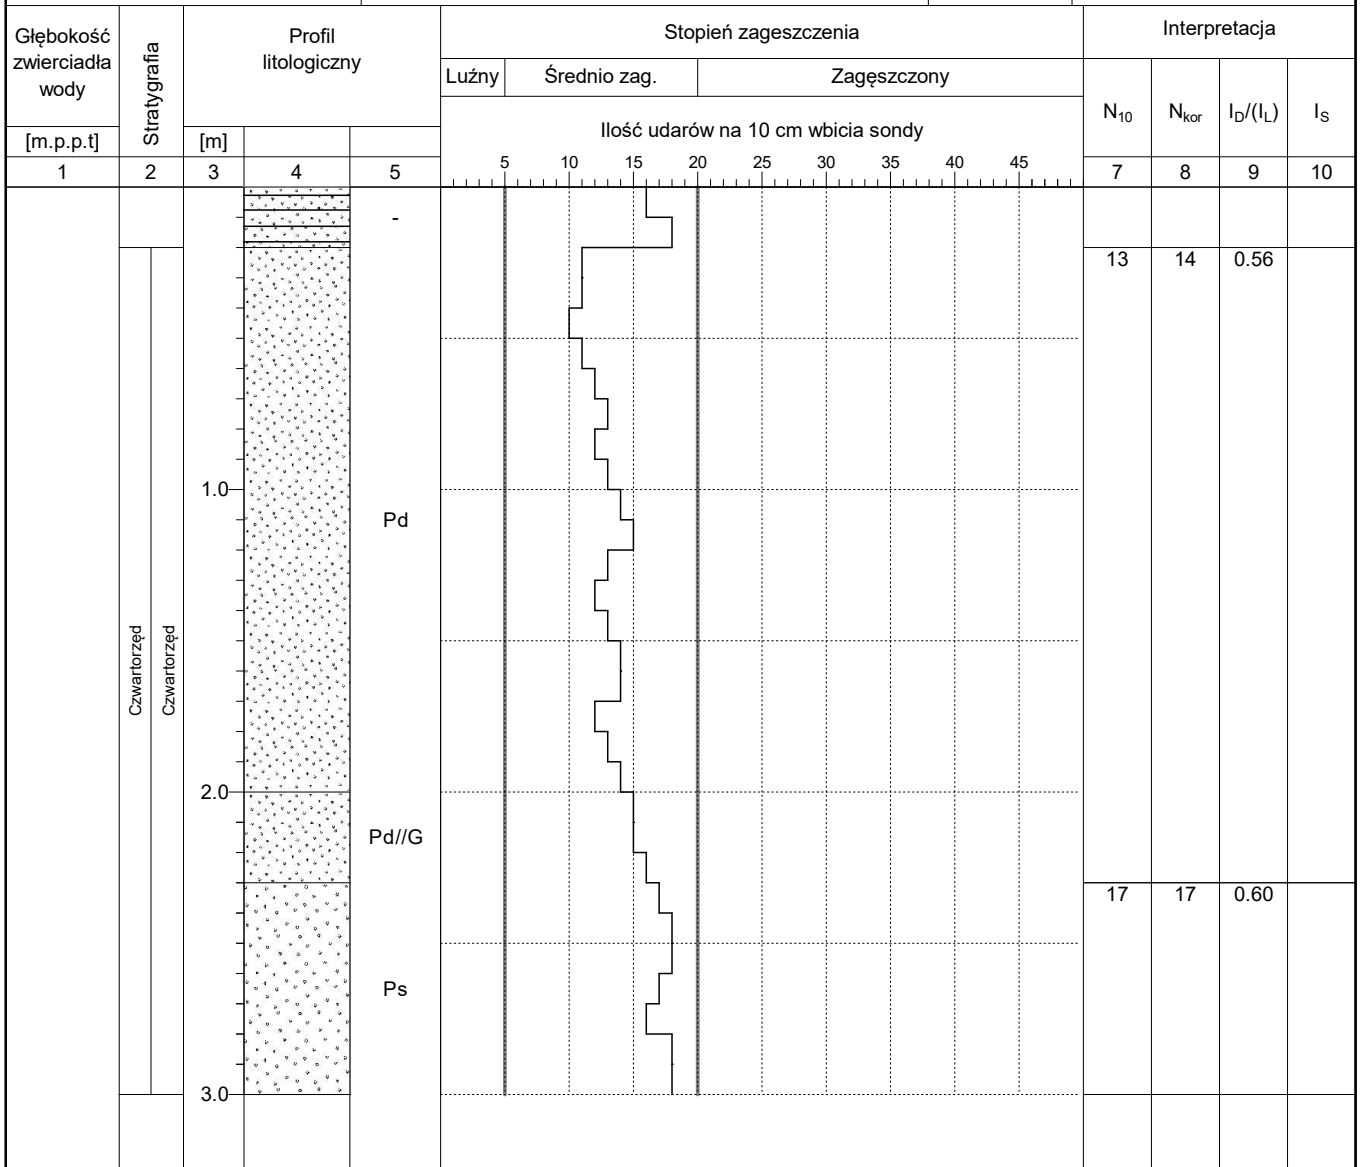 Głębokość
zwierciadła
wody
[m.p.p.t]
Stratygrafia
Profil
litologiczny
[m]
Stopień zageszczenia
Luźny Średnio zag. Zagęszczony
Ilość udarów na 10 cm wbicia sondy
5 10 15 20 25 30 35 40 45
Interpretacja
N10 Nkor ID/(IL) IS
1 2 3 4 5 7 8 9 10
-
13 14 0.56
1.0
Pd
Czwartorzęd
Czwartorzęd
2.0
Pd//G
17 17 0.60
Ps
3.0